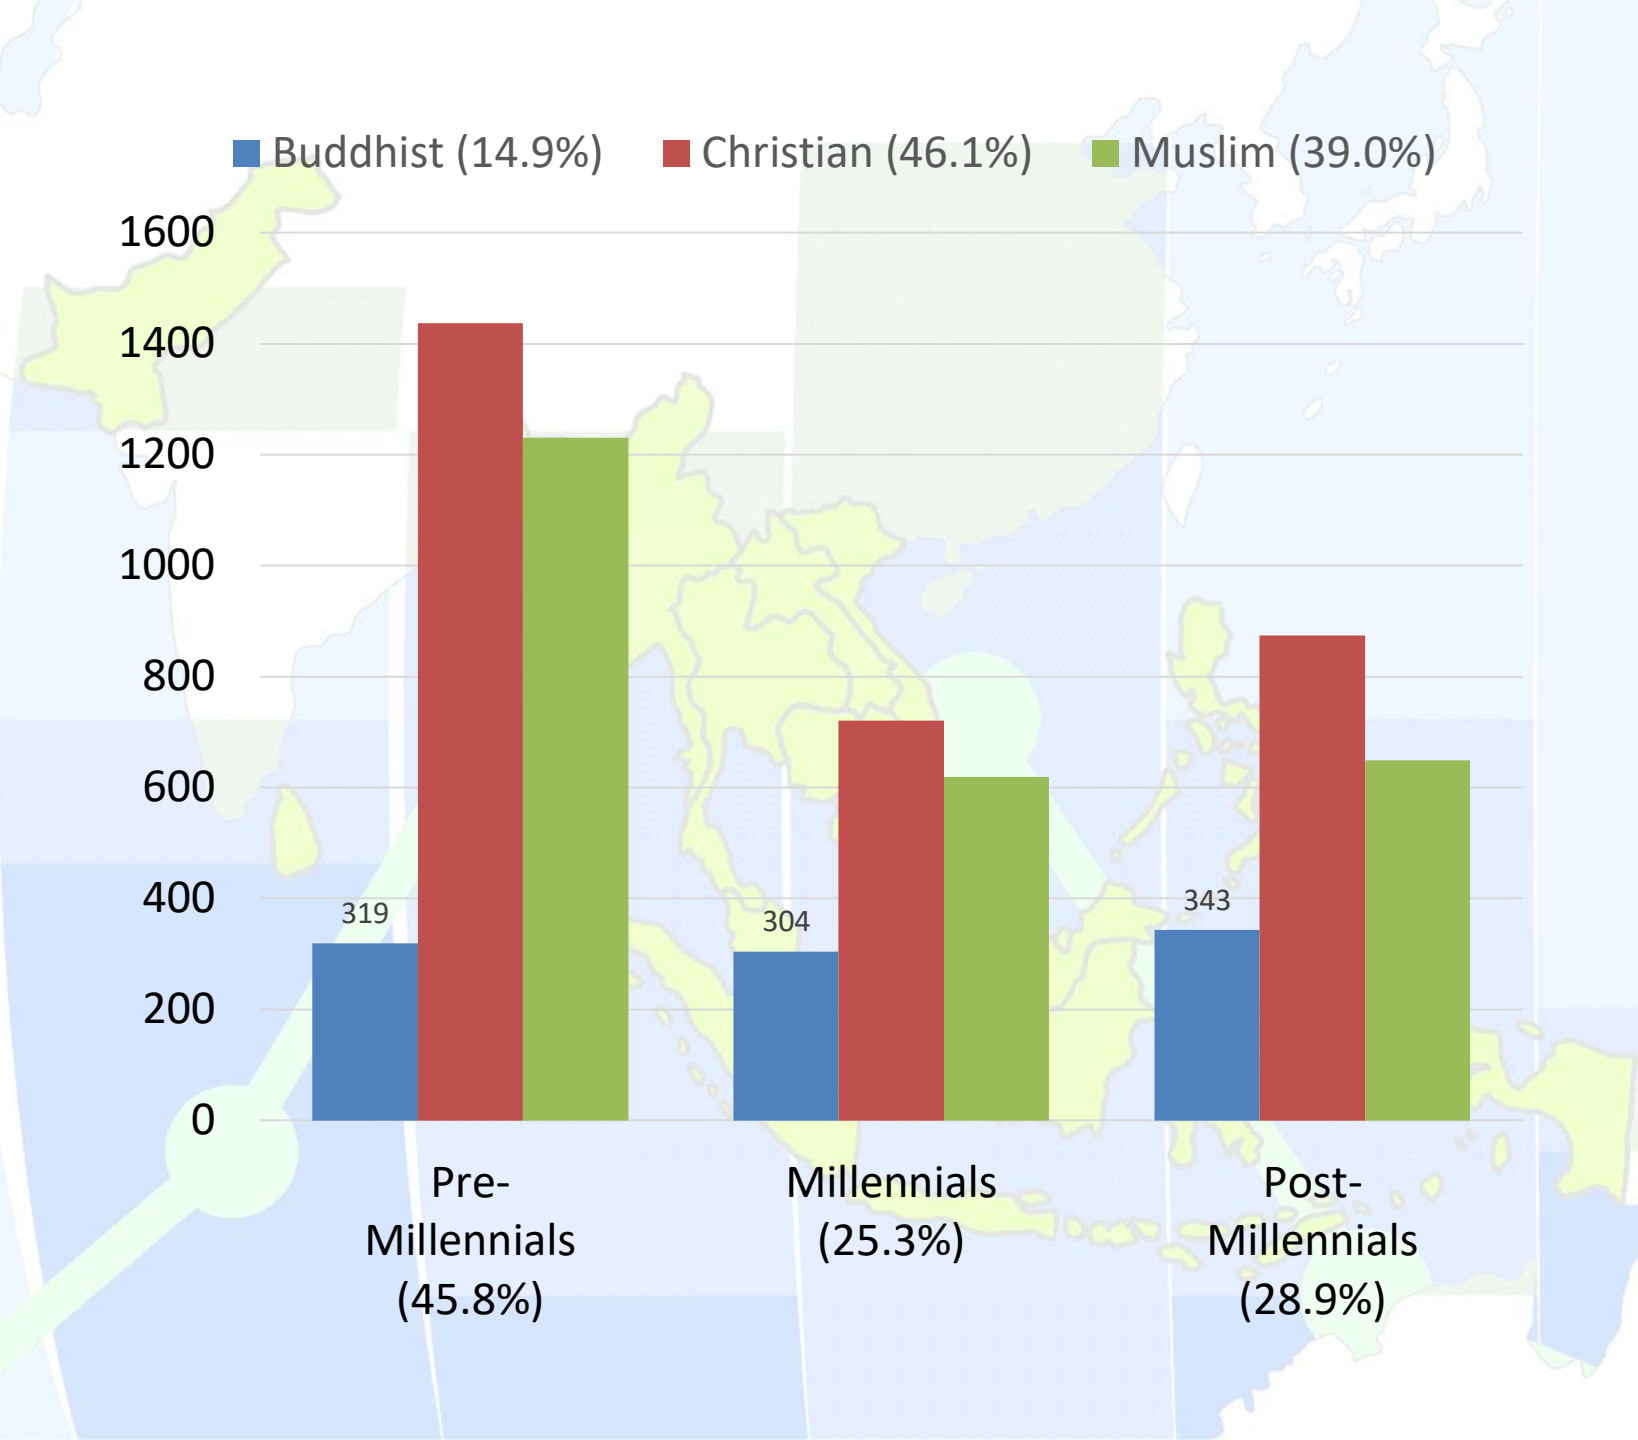 Buddhist (14.9%) Christian (46.1%) Muslim (39.0%)
1600
1400
1200
1000
800
600
400
200
0
319
304
343
Pre-
Millennials
(45.8%)
Millennials
(25.3%)
Post-
Millennials
(28.9%)